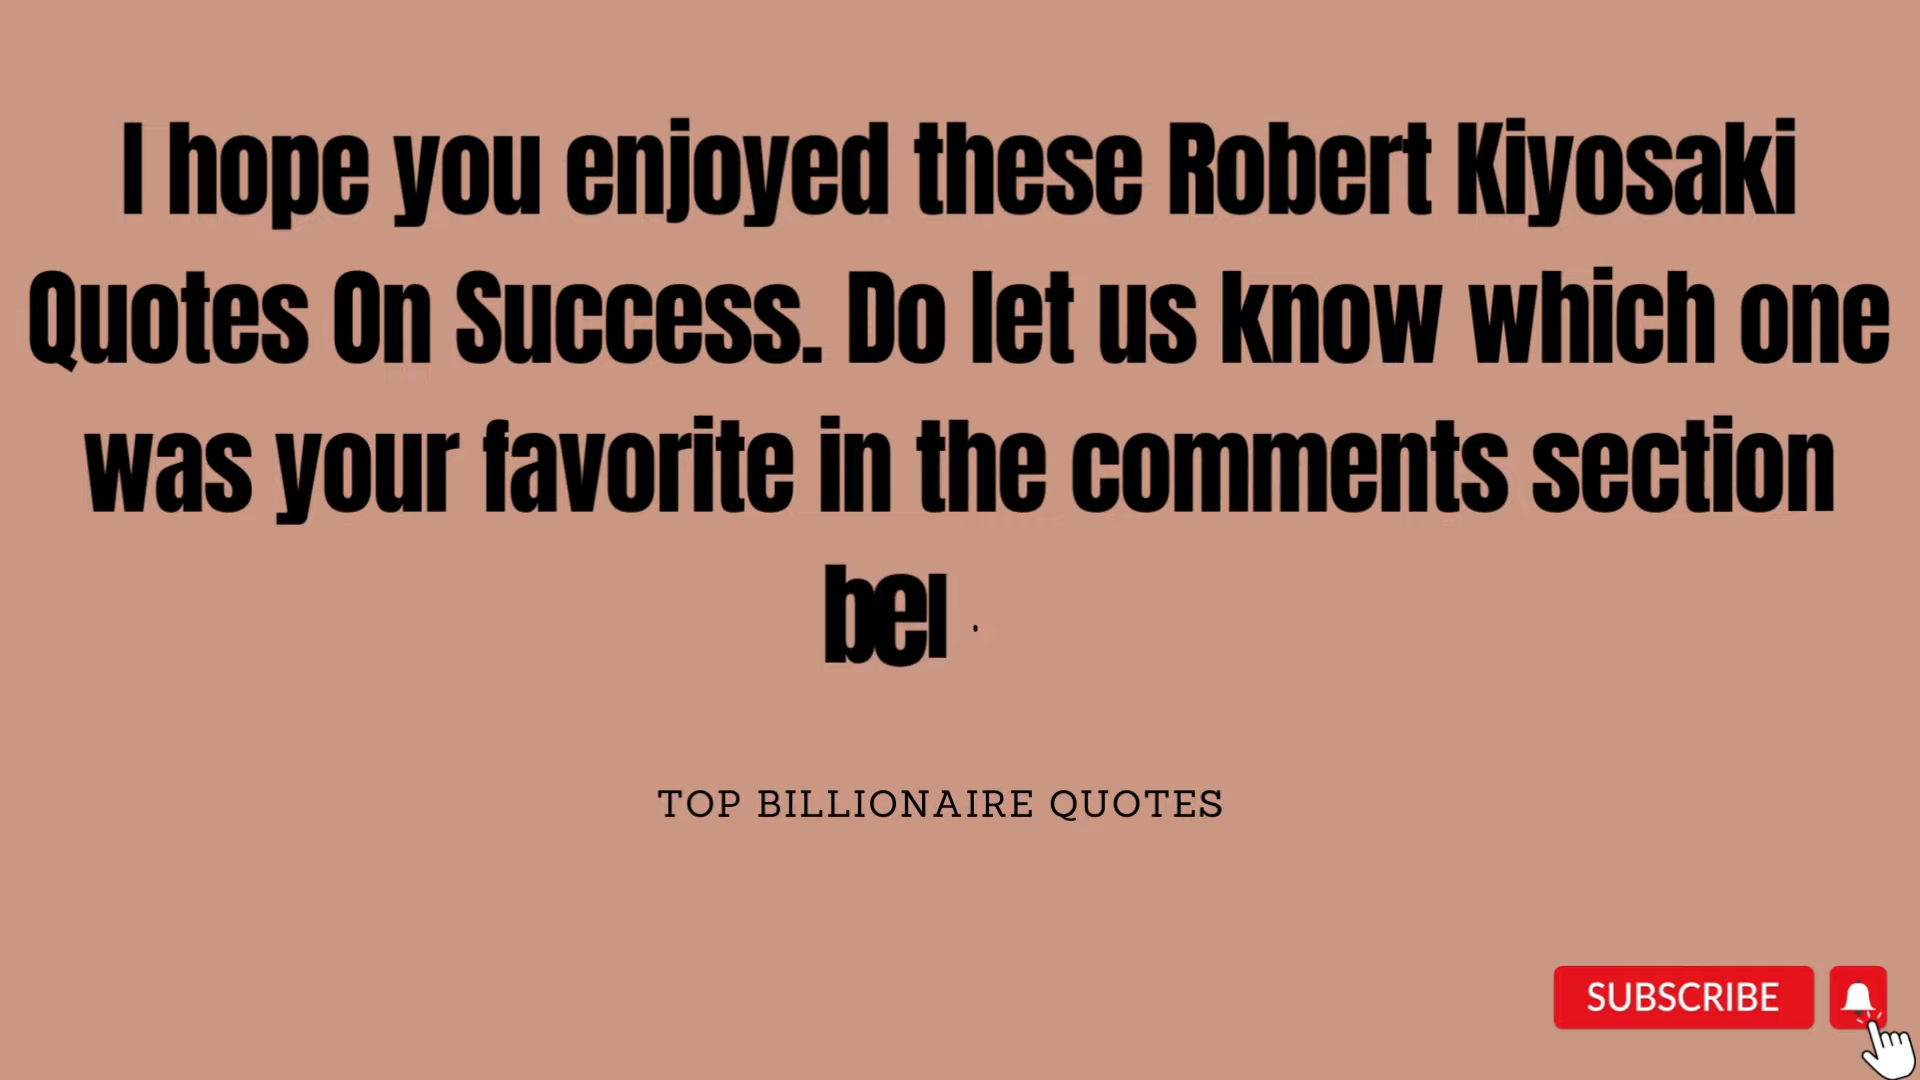 I hope you enjoyed these Robert Kiyosaki
Quotes On Success. Do let us know which one
was your favorite in the comments section
bel
TOP BILLIONAIRE QUOTES
SUBSCRIBE